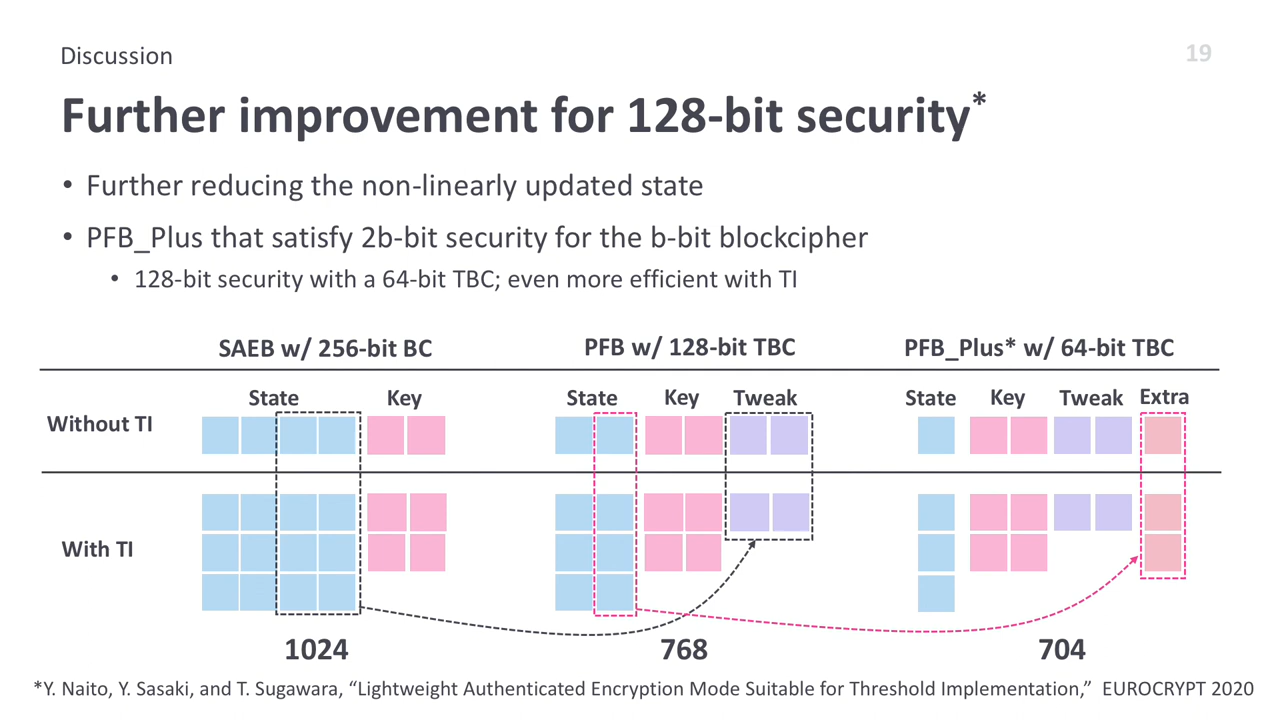 Discussion
19
Further improvement for 128-bit security*
• Further reducing the non-linearly updated state
• PFB_Plus that satisfy 2b-bit security for the b-bit blockcipher
• 128-bit security with a 64-bit TBC; even more efficient with TI
SAEB w/ 256-bit BC PFB w/ 128-bit TBC PFB_Plus* w/ 64-bit TBC
State Key State Key Tweak State Key Tweak Extra
Without TI
With TI
1024 768 704
*Y. Naito, Y. Sasaki, and T. Sugawara, “Lightweight Authenticated Encryption Mode Suitable for Threshold Implementation,” EUROCRYPT 2020